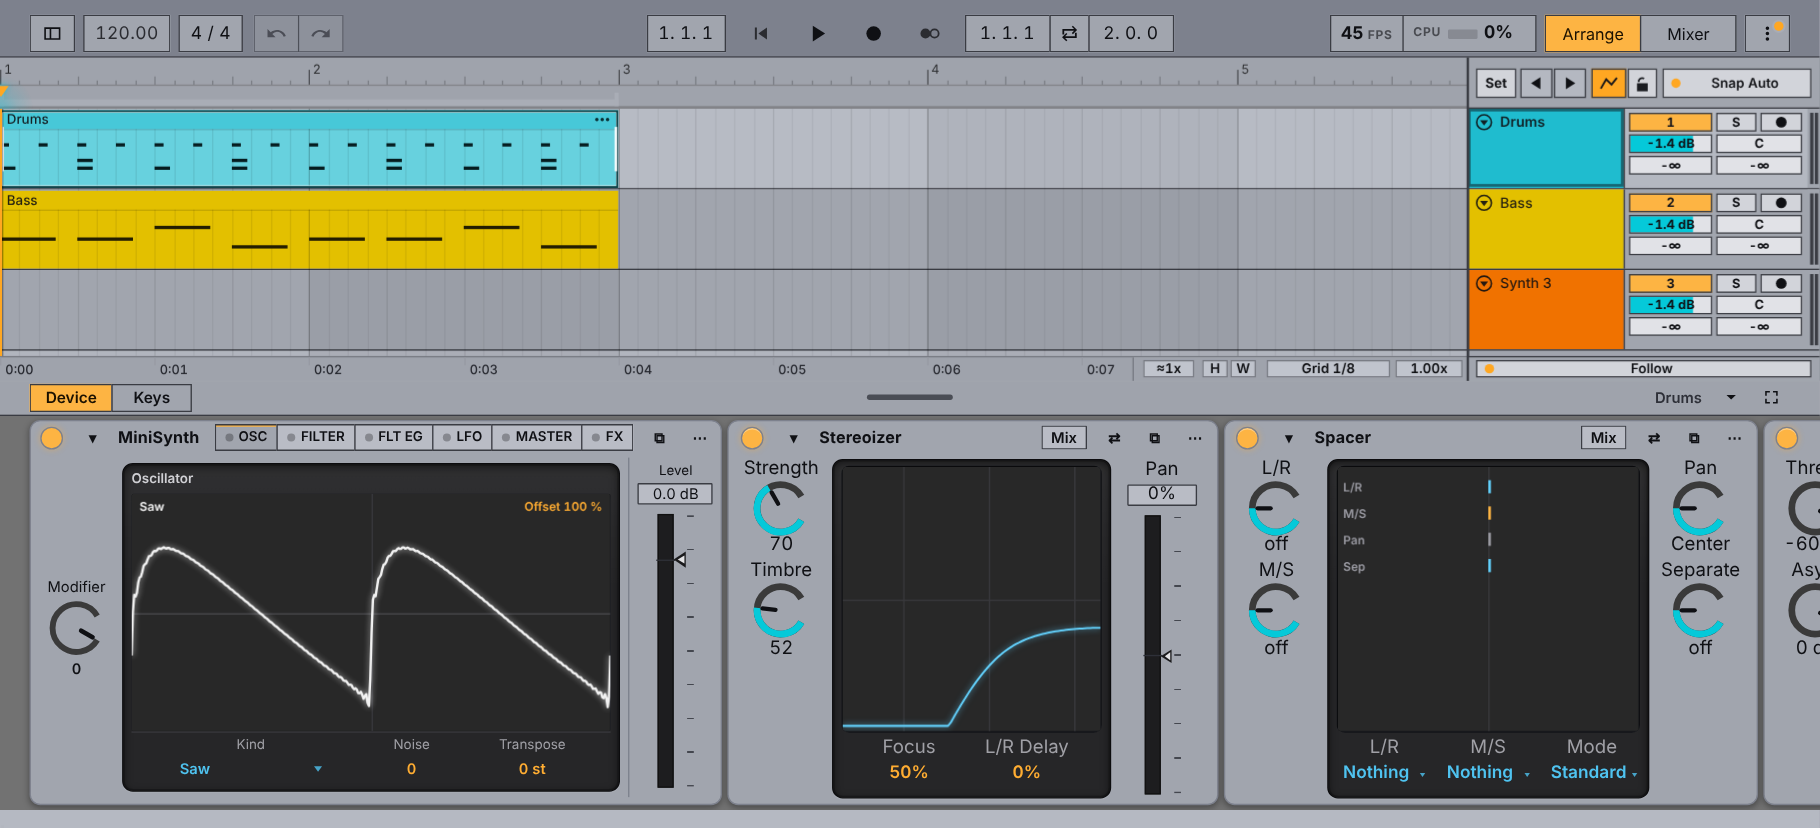 120.00 4 / 4 1. 1. 1 1. 1. 1 2. 0. 0 45 FPS CPU 0% Arrange Mixer
1 2 3 4 5 Set Snap Auto
Drums
Drums 1 S
-1.4 dB C
-∞ -∞
Bass
Bass 2 S
-1.4 dB C
-∞ -∞
Synth 3 3 S
-1.4 dB C
-∞ -∞
0:00 0:01 0:02 0:03 0:04 0:05 0:06 0:07 ≈1x H W Grid 1/8 1.00x Follow
Device Keys Drums
MiniSynth OSC FILTER FLT EG LFO MASTER FX
Level
0.0 dB
Oscillator
Saw Offset 100 %
Modifier
0
Kind Noise Transpose
Saw 0 0 st
Stereoizer Mix
Strength
70
Timbre
52
Pan
0%
Focus L/R Delay
50% 0%
Spacer Mix
L/R
off
M/S
off
L/R
M/S
Pan
Sep
Pan
Center
Separate
off
L/R M/S Mode
Nothing Nothing Standard
-60
0